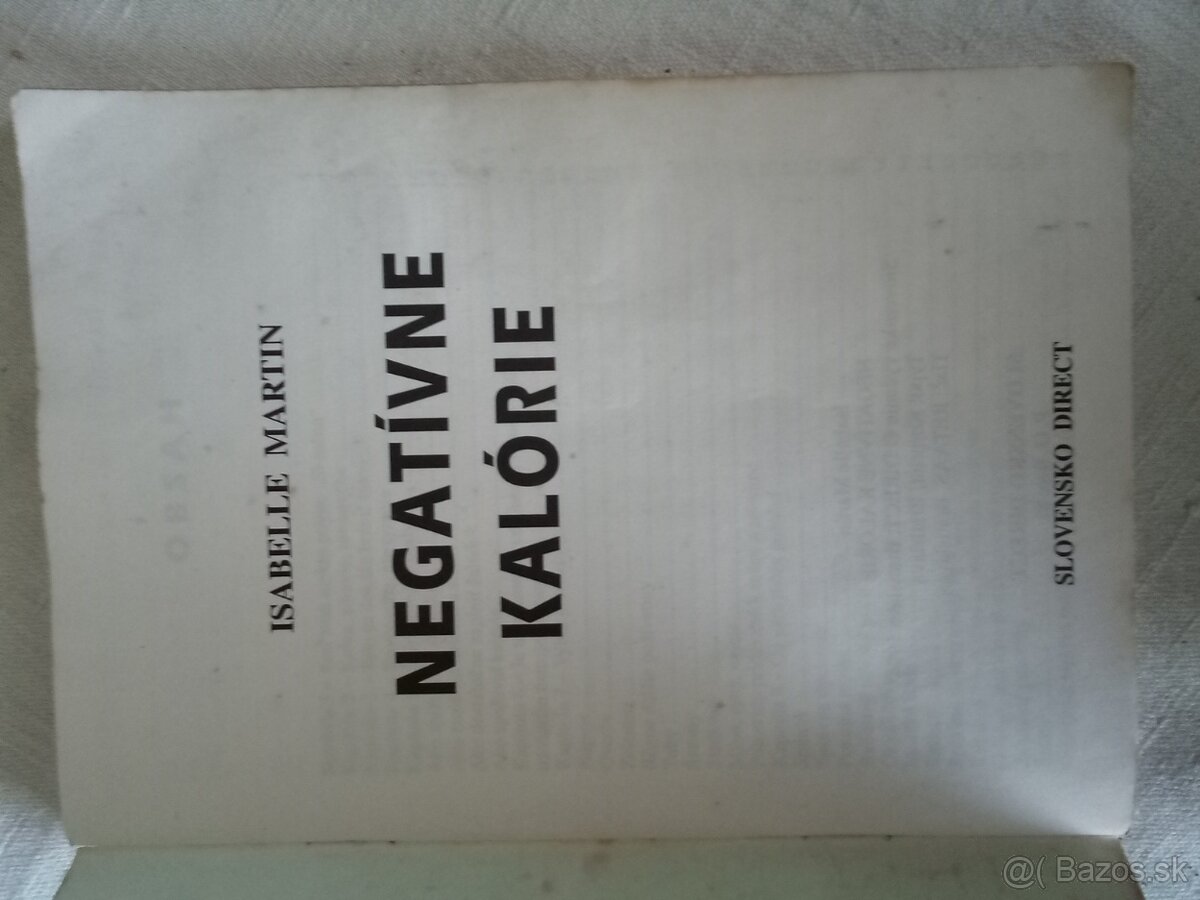 ISABELLE MARTIN
NEGATÍVNE
KALÓRIE
SLOVENSKO DIRECT
@( Bazos.sk